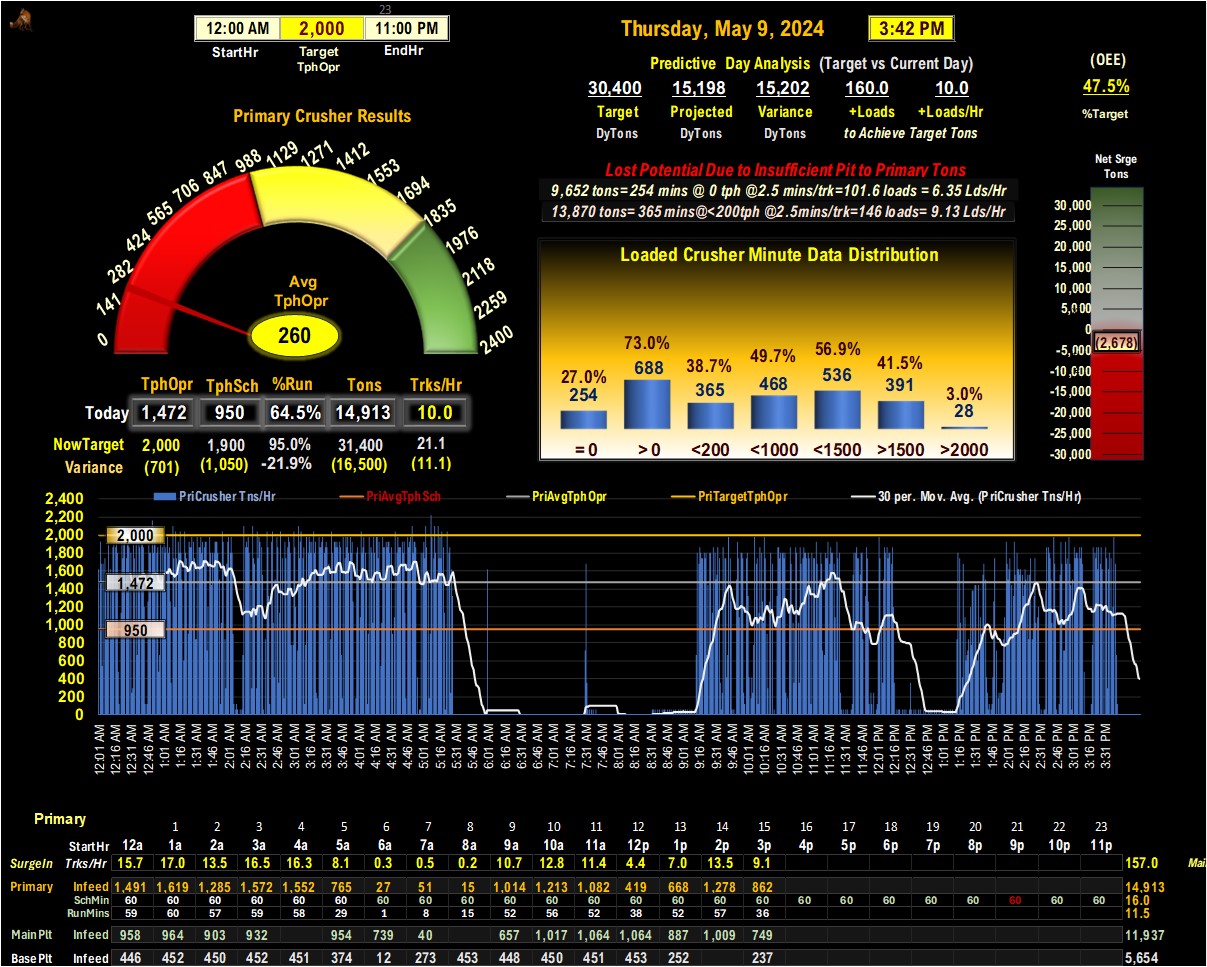 23
12:00 AM 2,000 11:00 PM
StartHr Target TphOpr EndHr
Thursday, May 9, 2024 3:42 PM
Predictive Day Analysis (Target vs Current Day)
30,400 15,198 15,202 160.0 10.0
Target Projected Variance +Loads +Loads/Hr
DyTons DyTons DyTons to Achieve Target Tons
(OEE)
47.5%
%Target
Primary Crusher Results
0 141 282 424 565 706 847 988 1129 1271 1412 1553 1694 1835 1976 2118 2259 2400
Avg
TphOpr
260
Lost Potential Due to Insufficient Pit to Primary Tons
9,652 tons=254 mins @ 0 tph @2.5 mins/trk=101.6 loads = 6.35 Lds/Hr
13,870 tons= 365 mins@<200tph @2.5mins/trk=146 loads= 9.13 Lds/Hr
Loaded Crusher Minute Data Distribution
27.0% 73.0% 38.7% 49.7% 56.9% 41.5% 3.0%
254 688 365 468 536 391 28
= 0 > 0 <200 <1000 <1500 >1500 >2000
Net Srge
Tons
30,000
25,000
20,000
15,000
10,000
5,000
0
(2,678)
-5,000
-10,000
-15,000
-20,000
-25,000
-30,000
TphOpr TphSch %Run Tons Trks/Hr
Today 1,472 950 64.5% 14,913 10.0
NowTarget 2,000 1,900 95.0% 31,400 21.1
Variance (701) (1,050) -21.9% (16,500) (11.1)
PriCrusher Tns/Hr PriAvgTphSch PriAvgTphOpr PriTargetTphOpr 30 per. Mov. Avg. (PriCrusher Tns/Hr)
2,400
2,200
2,000
1,800
1,600
1,400
1,200
1,000
800
600
400
200
0
2,000
1,472
950
12:01 AM 12:16 AM 12:31 AM 12:46 AM 1:01 AM 1:16 AM 1:31 AM 1:46 AM 2:01 AM 2:16 AM 2:31 AM 2:46 AM 3:01 AM 3:16 AM 3:31 AM 3:46 AM 4:01 AM 4:16 AM 4:31 AM 4:46 AM 5:01 AM 5:16 AM 5:31 AM 5:46 AM 6:01 AM 6:16 AM 6:31 AM 6:46 AM 7:01 AM 7:16 AM 7:31 AM 7:46 AM 8:01 AM 8:16 AM 8:31 AM 8:46 AM 9:01 AM 9:16 AM 9:31 AM 9:46 AM 10:01 AM 10:16 AM 10:31 AM 10:46 AM 11:01 AM 11:16 AM 11:31 AM 11:46 AM 12:01 PM 12:16 PM 12:31 PM 12:46 PM 1:01 PM 1:16 PM 1:31 PM 1:46 PM 2:01 PM 2:16 PM 2:31 PM 2:46 PM 3:01 PM 3:16 PM 3:31 PM
Primary
1 2 3 4 5 6 7 8 9 10 11 12 13 14 15 16 17 18 19 20 21 22 23
StartHr 12a 1a 2a 3a 4a 5a 6a 7a 8a 9a 10a 11a 12p 1p 2p 3p 4p 5p 6p 7p 8p 9p 10p 11p
SurgeIn Trks/Hr 15.7 17.0 13.5 16.5 16.3 8.1 0.3 0.5 0.2 10.7 12.8 11.4 4.4 7.0 13.5 9.1 157.0
Primary Infeed 1,491 1,619 1,285 1,572 1,552 765 27 51 15 1,014 1,213 1,082 419 668 1,278 862 14,913
SchMin 60 60 60 60 60 60 60 60 60 60 60 60 60 60 60 60 60 60 60 60 60 60 60 60 16.0
RunMins 59 60 57 59 58 29 1 8 15 52 56 52 38 52 57 36 11.5
MainPlt Infeed 958 964 903 932 954 739 40 657 1,017 1,064 1,064 887 1,009 749 11,937
BasePlt Infeed 446 452 450 452 451 374 12 273 453 448 450 451 453 252 237 5,654